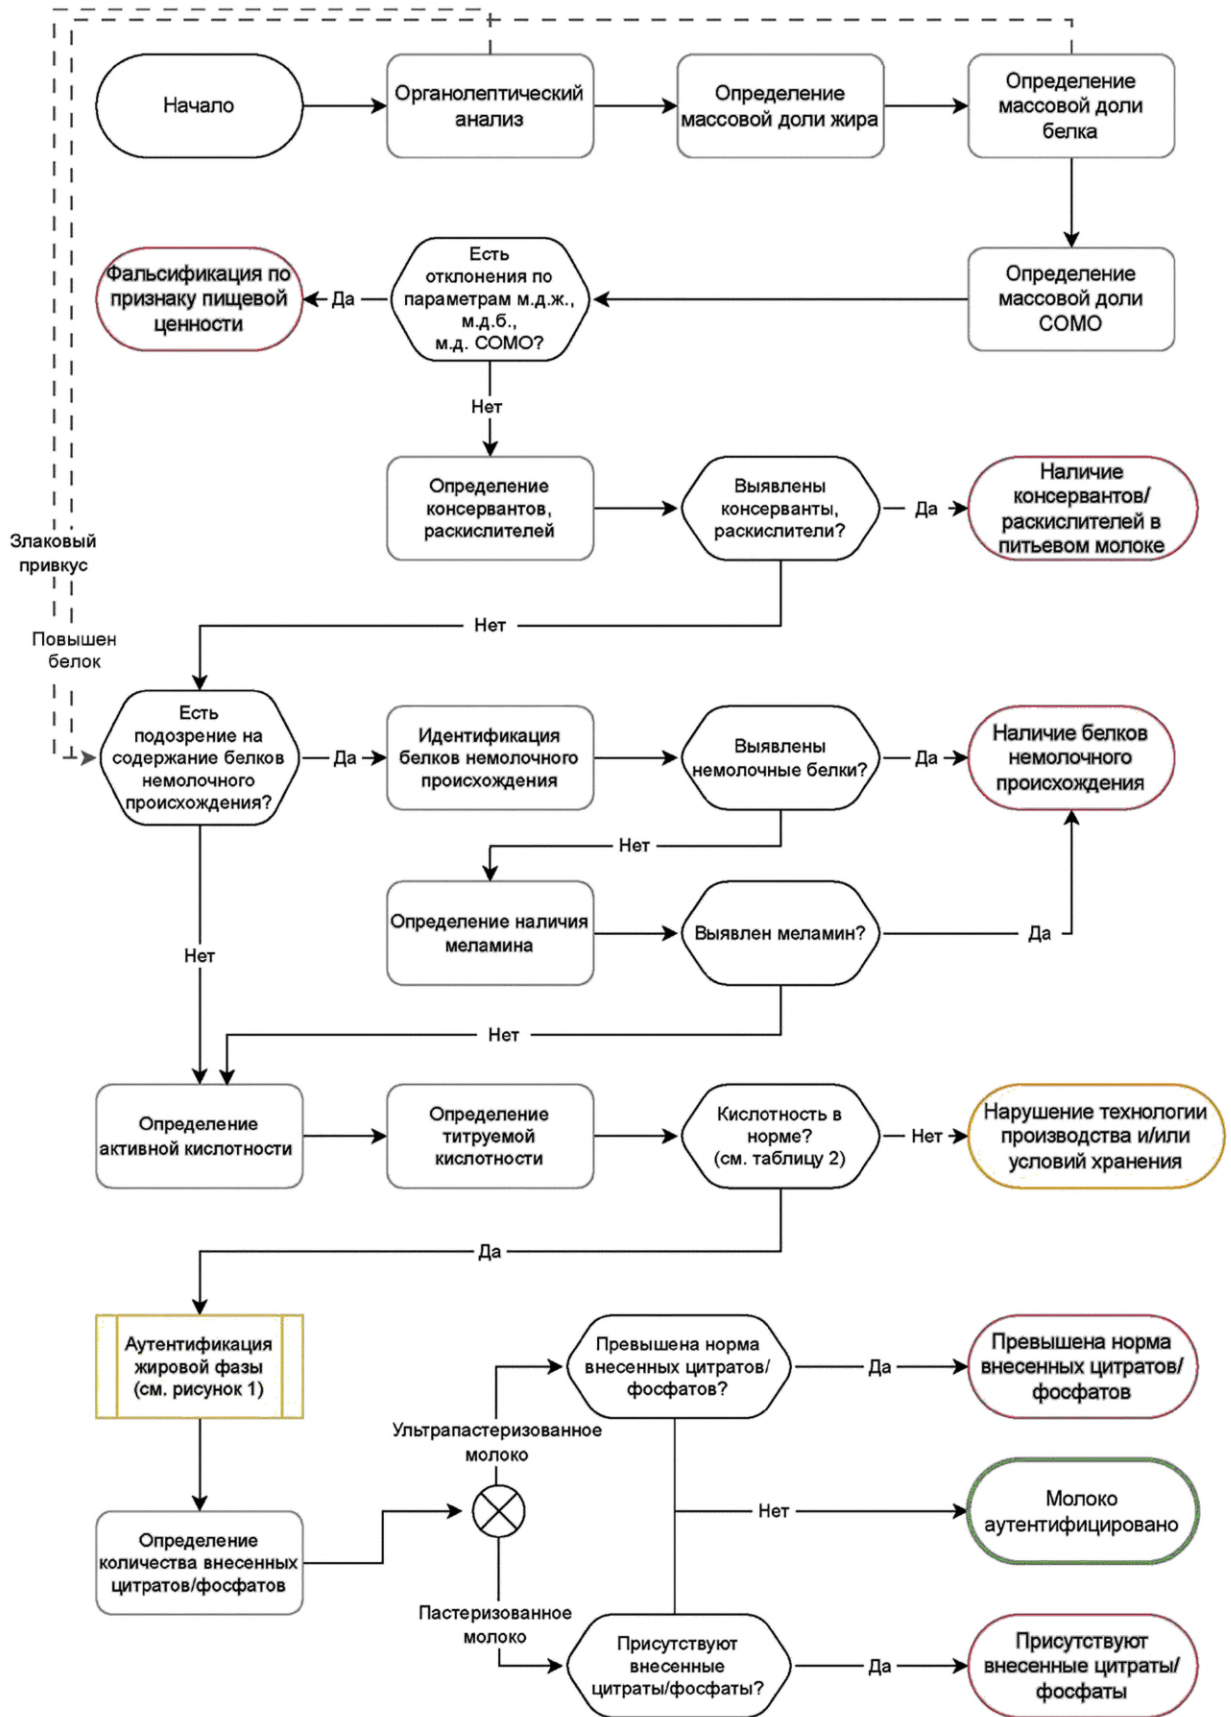 Начало
Органолептический
анализ
Определение
массовой доли жира
Определение
массовой доли
белка
Фальсификация по
признаку пищевой
ценности
Да
Есть
отклонения по
параметрам м.д.ж.,
м.д.б.,
м.д. СОМО?
Определение
массовой доли
СОМО
Нет
Определение
консервантов,
раскислителей
Выявлены
консерванты,
раскислители?
Да
Наличие
консервантов/
раскислителей в
питьевом молоке
Злаковый
привкус
Нет
Повышен
белок
Есть
подозрение на
содержание белков
немолочного
происхождения?
Да
Идентификация
белков немолочного
происхождения
Выявлены
немолочные белки?
Да
Наличие белков
немолочного
происхождения
Нет
Определение наличия
меламина
Выявлен меламин?
Да
Нет
Нет
Определение
активной кислотности
Определение
титруемой
кислотности
Кислотность в
норме?
(см. таблицу 2)
Нет
Нарушение технологии
производства и/или
условий хранения
Да
Аутентификация
жировой фазы
(см. рисунок 1)
Превышена норма
внесенных цитратов/
фосфатов?
Да
Превышена норма
внесенных цитратов/
фосфатов
Ультрапастеризованное
молоко
Нет
Молоко
аутентифицировано
Определение
количества внесенных
цитратов/фосфатов
Пастеризованное
молоко
Присутствуют
внесенные
цитраты/фосфаты?
Да
Присутствуют
внесенные цитраты/
фосфаты